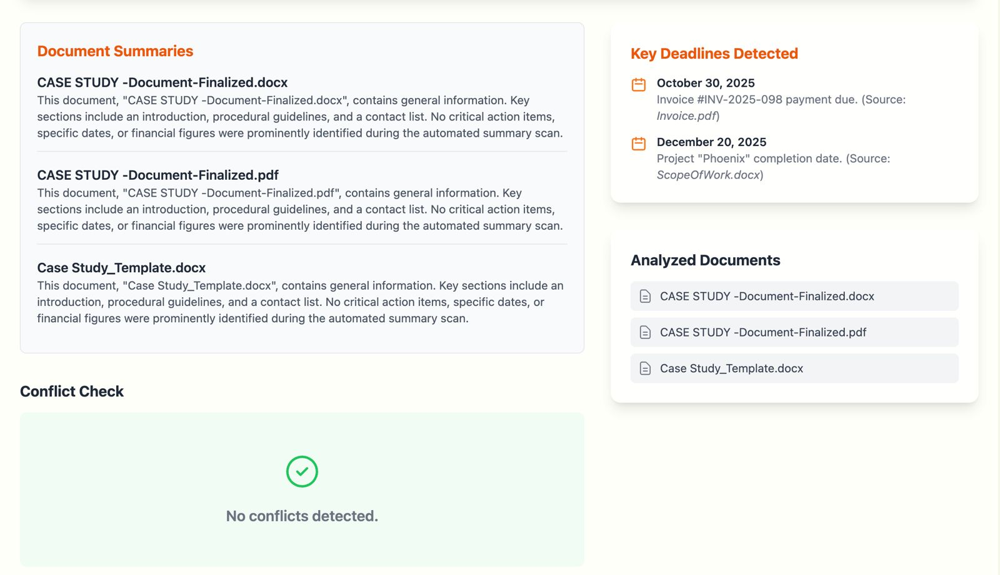 Document Summaries
CASE STUDY -Document-Finalized.docx
This document, "CASE STUDY -Document-Finalized.docx", contains general information. Key
sections include an introduction, procedural guidelines, and a contact list. No critical action items,
specific dates, or financial figures were prominently identified during the automated summary scan.
CASE STUDY -Document-Finalized.pdf
This document, "CASE STUDY -Document-Finalized.pdf", contains general information. Key
sections include an introduction, procedural guidelines, and a contact list. No critical action items,
specific dates, or financial figures were prominently identified during the automated summary scan.
Case Study_Template.docx
This document, "Case Study_Template.docx", contains general information. Key sections include an
introduction, procedural guidelines, and a contact list. No critical action items, specific dates, or
financial figures were prominently identified during the automated summary scan.
Conflict Check
No conflicts detected.
Key Deadlines Detected
October 30, 2025
Invoice #INV-2025-098 payment due. (Source:
Invoice.pdf)
December 20, 2025
Project "Phoenix" completion date. (Source:
ScopeOfWork.docx)
Analyzed Documents
CASE STUDY -Document-Finalized.docx
CASE STUDY -Document-Finalized.pdf
Case Study_Template.docx